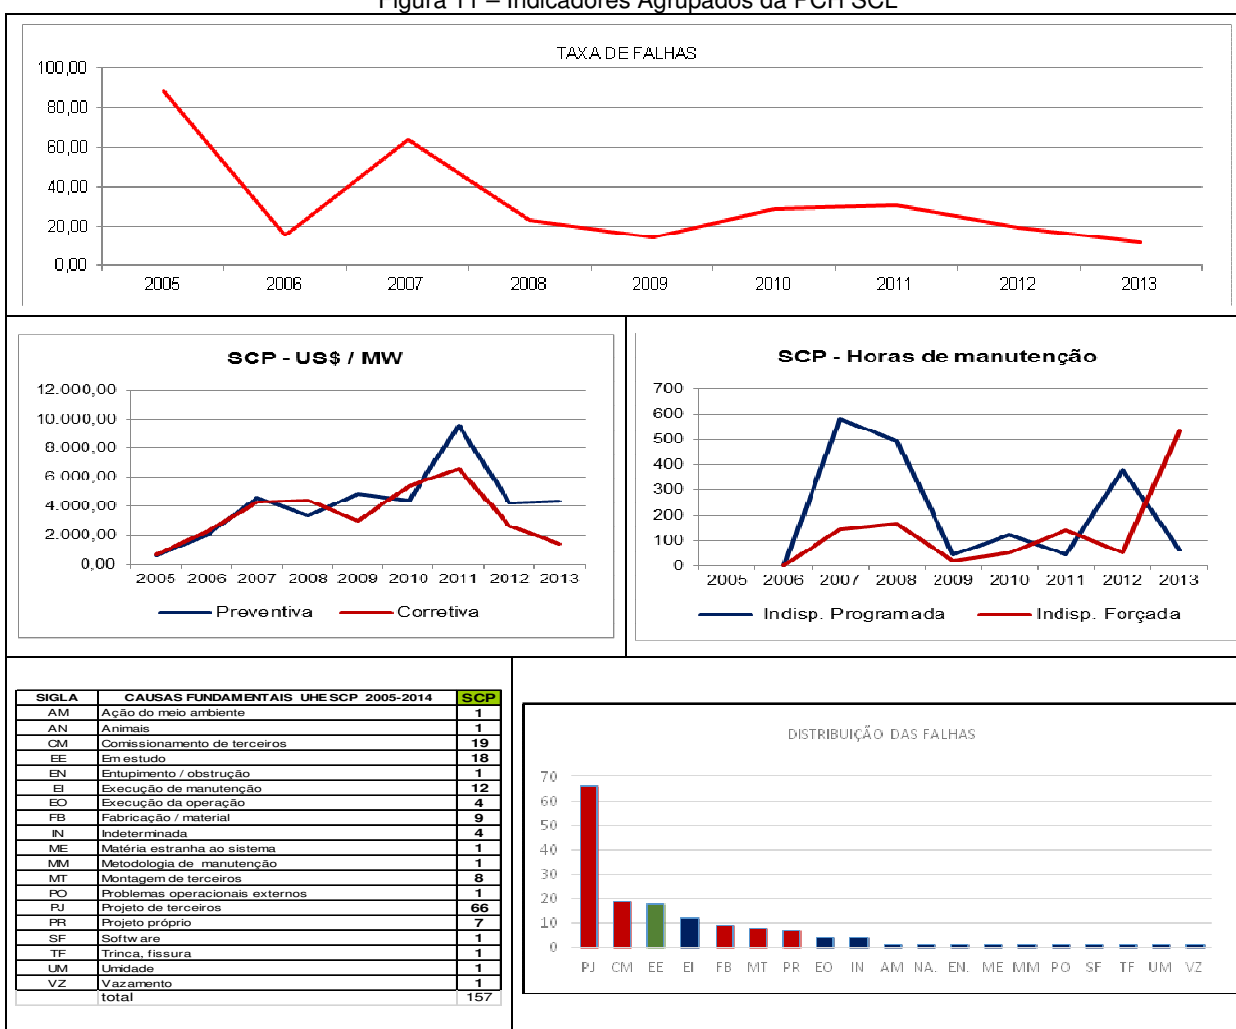 Figura 11 – Indicadores Agrupados da PCH SCL
TAXA DE FALHAS
100,00
80,00
60,00
40,00
20,00
0,00
2005 2006 2007 2008 2009 2010 2011 2012 2013
SCP - US$ / MW
12.000,00
10.000,00
8.000,00
6.000,00
4.000,00
2.000,00
0,00
2005 2006 2007 2008 2009 2010 2011 2012 2013
Preventiva Corretiva
SCP - Horas de manutenção
700
600
500
400
300
200
100
0
2005 2006 2007 2008 2009 2010 2011 2012 2013
Indisp. Programada Indisp. Forçada
SIGLA CAUSAS FUNDAMENTAIS UHE SCP 2005-2014 SCP
AM Ação do meio ambiente 1
AN Animais 1
CM Comissionamento de terceiros 19
EE Em estudo 18
EN Entupimento / obstrução 1
EI Execução de manutenção 12
EO Execução da operação 4
FB Fabricação / material 9
IN Indeterminada 4
ME Matéria estranha ao sistema 1
MM Metodologia de manutenção 1
MT Montagem de terceiros 8
PO Problemas operacionais externos 1
PJ Projeto de terceiros 66
PR Projeto próprio 7
SF Software 1
TF Trinca, fissura 1
UM Umidade 1
VZ Vazamento 1
total 157
DISTRIBUIÇÃO DAS FALHAS
70
60
50
40
30
20
10
0
PJ CM EE EI FB MT PR EO IN AM NA. EN. ME MM PO SF TF UM VZ